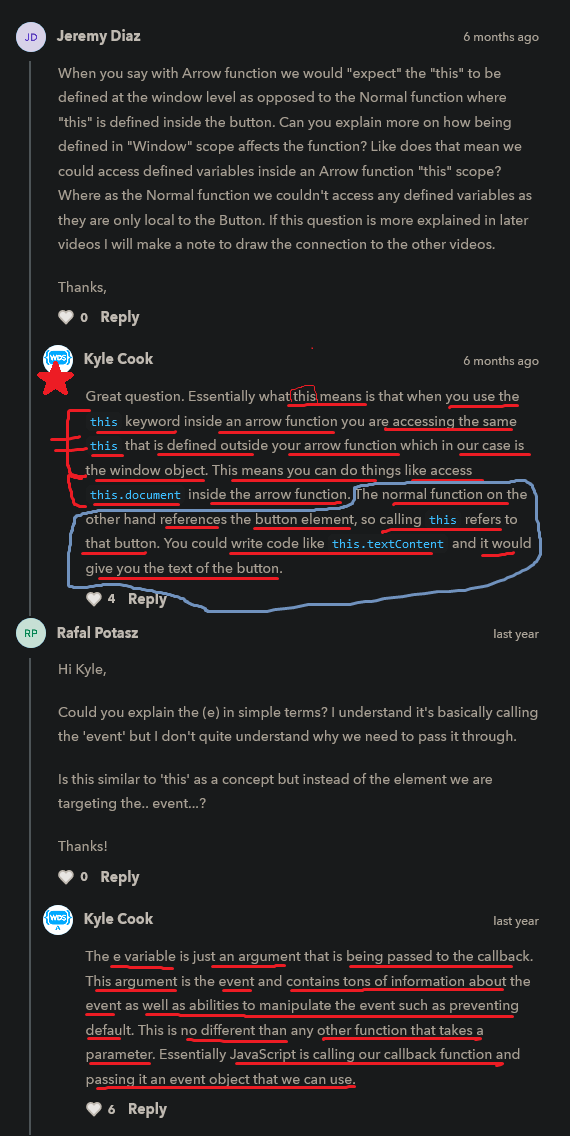 JD Jeremy Diaz 6 months ago
When you say with Arrow function we would "expect" the "this" to be
defined at the window level as opposed to the Normal function where
"this" is defined inside the button. Can you explain more on how being
defined in "Window" scope affects the function? Like does that mean we
could access defined variables inside an Arrow function "this" scope?
Where as the Normal function we couldn't access any defined variables as
they are only local to the Button. If this question is more explained in later
videos I will make a note to draw the connection to the other videos.
Thanks,
0 Reply
WDS Kyle Cook 6 months ago
Great question. Essentially what this means is that when you use the
this keyword inside an arrow function you are accessing the same
this that is defined outside your arrow function which in our case is
the window object. This means you can do things like access
this.document inside the arrow function. The normal function on the
other hand references the button element, so calling this refers to
that button. You could write code like this.textContent and it would
give you the text of the button.
4 Reply
RP Rafal Potasz last year
Hi Kyle,
Could you explain the (e) in simple terms? I understand it's basically calling
the 'event' but I don't quite understand why we need to pass it through.
Is this similar to 'this' as a concept but instead of the element we are
targeting the.. event...?
Thanks!
0 Reply
WDS Kyle Cook last year
The e variable is just an argument that is being passed to the callback.
This argument is the event and contains tons of information about the
event as well as abilities to manipulate the event such as preventing
default. This is no different than any other function that takes a
parameter. Essentially JavaScript is calling our callback function and
passing it an event object that we can use.
6 Reply